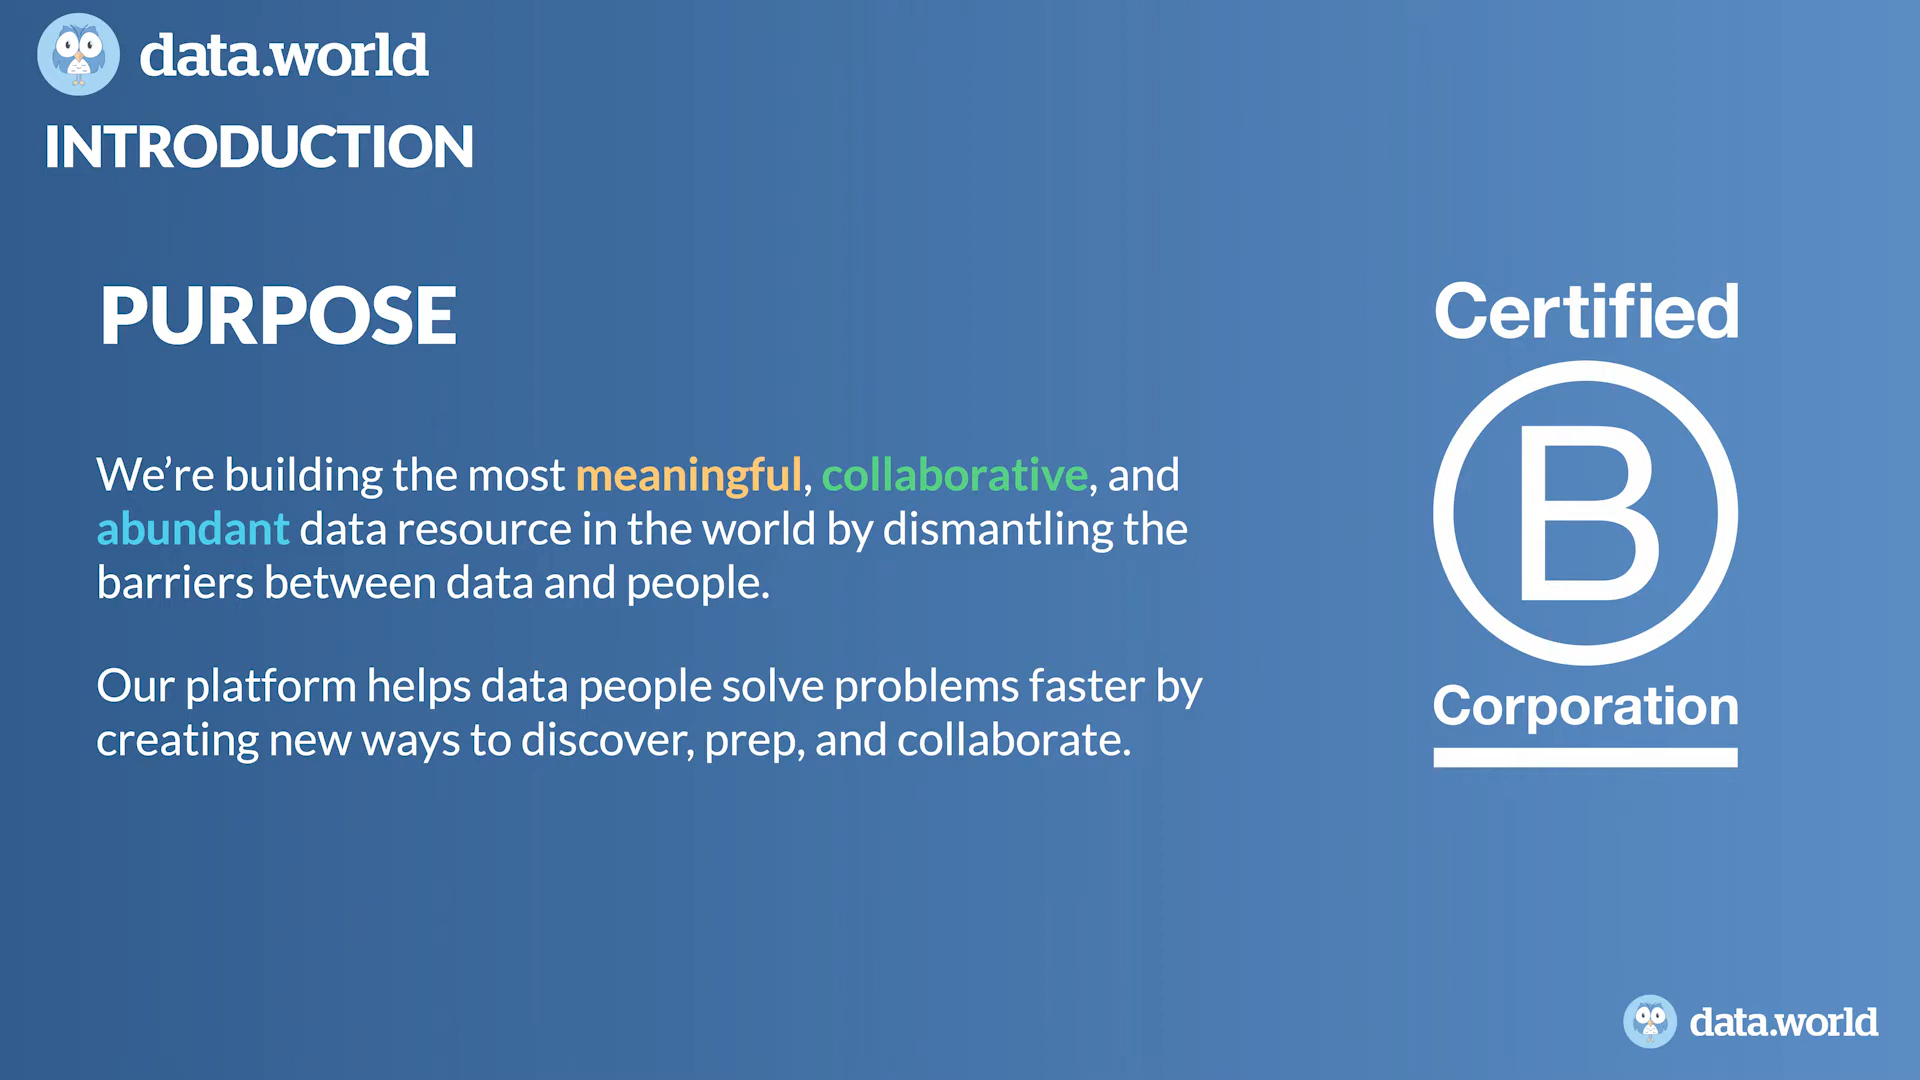 data.world
INTRODUCTION
PURPOSE
We’re building the most meaningful, collaborative, and
abundant data resource in the world by dismantling the
barriers between data and people.
Our platform helps data people solve problems faster by
creating new ways to discover, prep, and collaborate.
Certified
B
Corporation
data.world